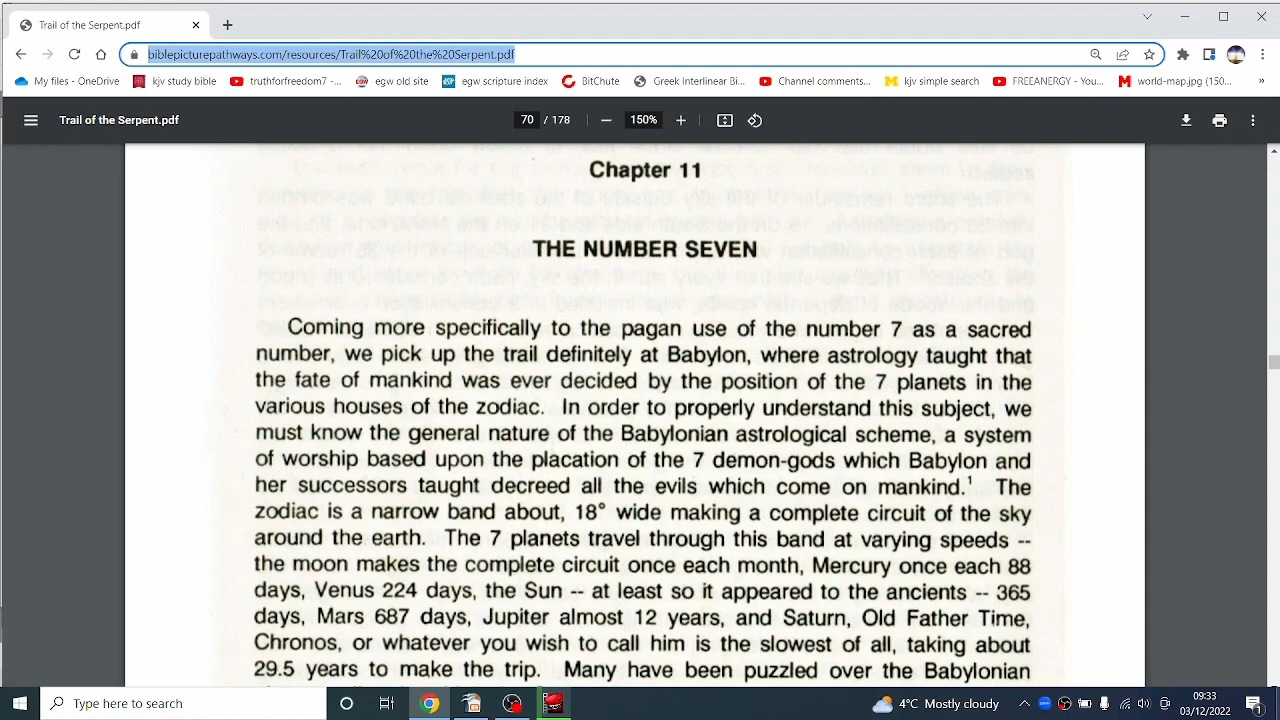 Trail of the Serpent.pdf
biblepicturepathways.com/resources/Trail%20of%20the%20Serpent.pdf
My files - OneDrive
kjv study bible
truthforfreedom7 -...
egw old site
egw scripture index
BitChute
Greek Interlinear Bi...
Channel comments...
kjv simple search
FREEANERGY - You...
world-map.jpg (150...
Trail of the Serpent.pdf
70 / 178
150%
Chapter 11
THE NUMBER SEVEN
Coming more specifically to the pagan use of the number 7 as a sacred
number, we pick up the trail definitely at Babylon, where astrology taught that
the fate of mankind was ever decided by the position of the 7 planets in the
various houses of the zodiac. In order to properly understand this subject, we
must know the general nature of the Babylonian astrological scheme, a system
of worship based upon the placation of the 7 demon-gods which Babylon and
her successors taught decreed all the evils which come on mankind.¹ The
zodiac is a narrow band about, 18° wide making a complete circuit of the sky
around the earth. The 7 planets travel through this band at varying speeds --
the moon makes the complete circuit once each month, Mercury once each 88
days, Venus 224 days, the Sun -- at least so it appeared to the ancients -- 365
days, Mars 687 days, Jupiter almost 12 years, and Saturn, Old Father Time,
Chronos, or whatever you wish to call him is the slowest of all, taking about
29.5 years to make the trip. Many have been puzzled over the Babylonian
Type here to search
4°C Mostly cloudy
09:33
03/12/2022